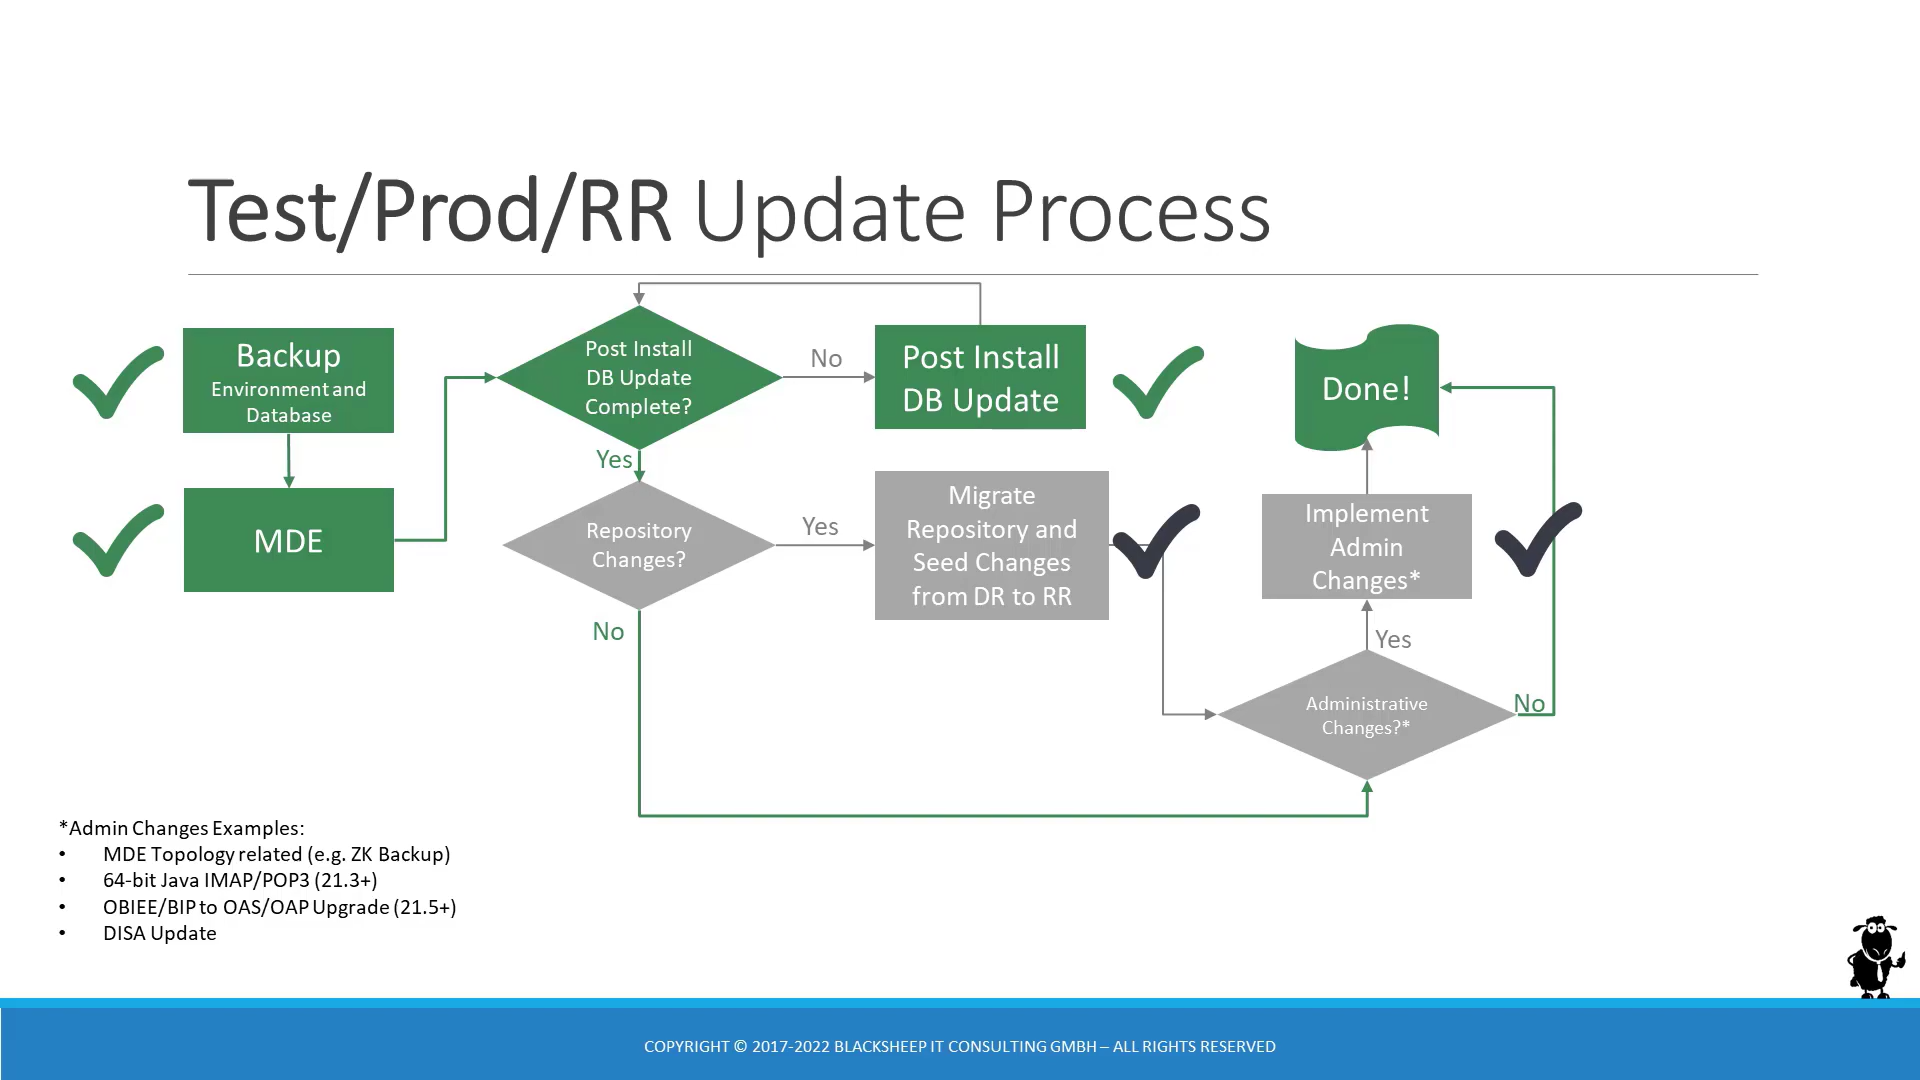 Test/Prod/RR Update Process
Backup
Environment and
Database
MDE
Post Install
DB Update
Complete?
No
Post Install
DB Update
Yes
Repository
Changes?
Yes
Migrate
Repository and
Seed Changes
from DR to RR
No
Done!
Implement
Admin
Changes*
Yes
Administrative
Changes?*
No
*Admin Changes Examples:
• MDE Topology related (e.g. ZK Backup)
• 64-bit Java IMAP/POP3 (21.3+)
• OBIEE/BIP to OAS/OAP Upgrade (21.5+)
• DISA Update
COPYRIGHT © 2017-2022 BLACKSHEEP IT CONSULTING GMBH – ALL RIGHTS RESERVED